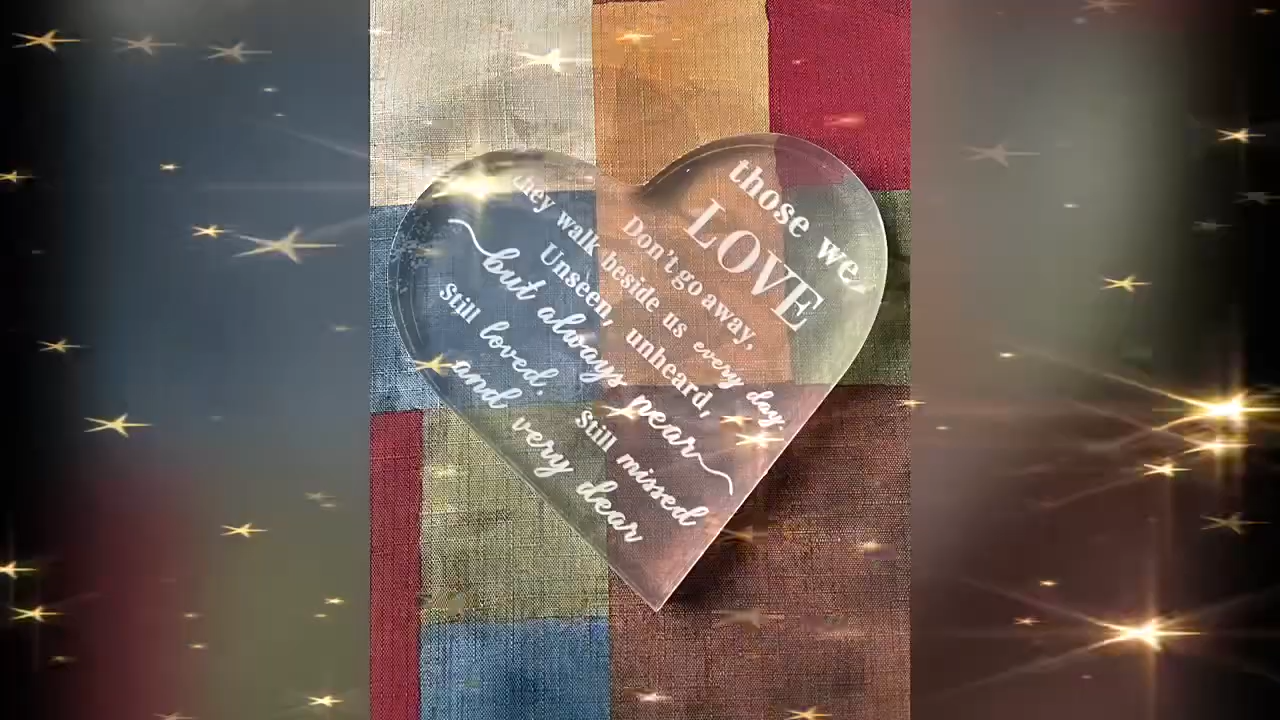 those we
LOVE
Don't go away,
they walk beside us every day.
Unseen, unheard,
but always near
still loved, still missed
and very dear